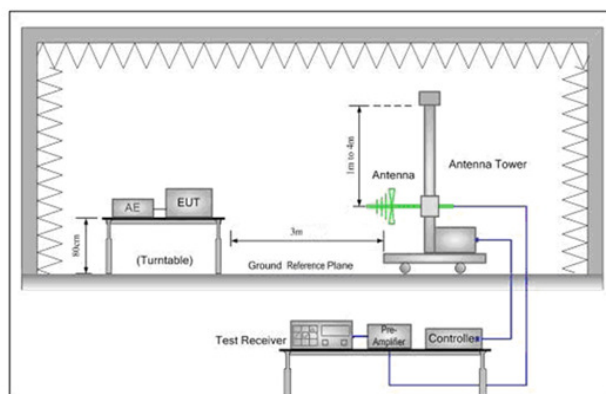 1m to 4m
Antenna
Antenna Tower
AE
EUT
80cm
(Turntable)
3m
Ground Reference Plane
Test Receiver
Pre-
Amplifier
Controller